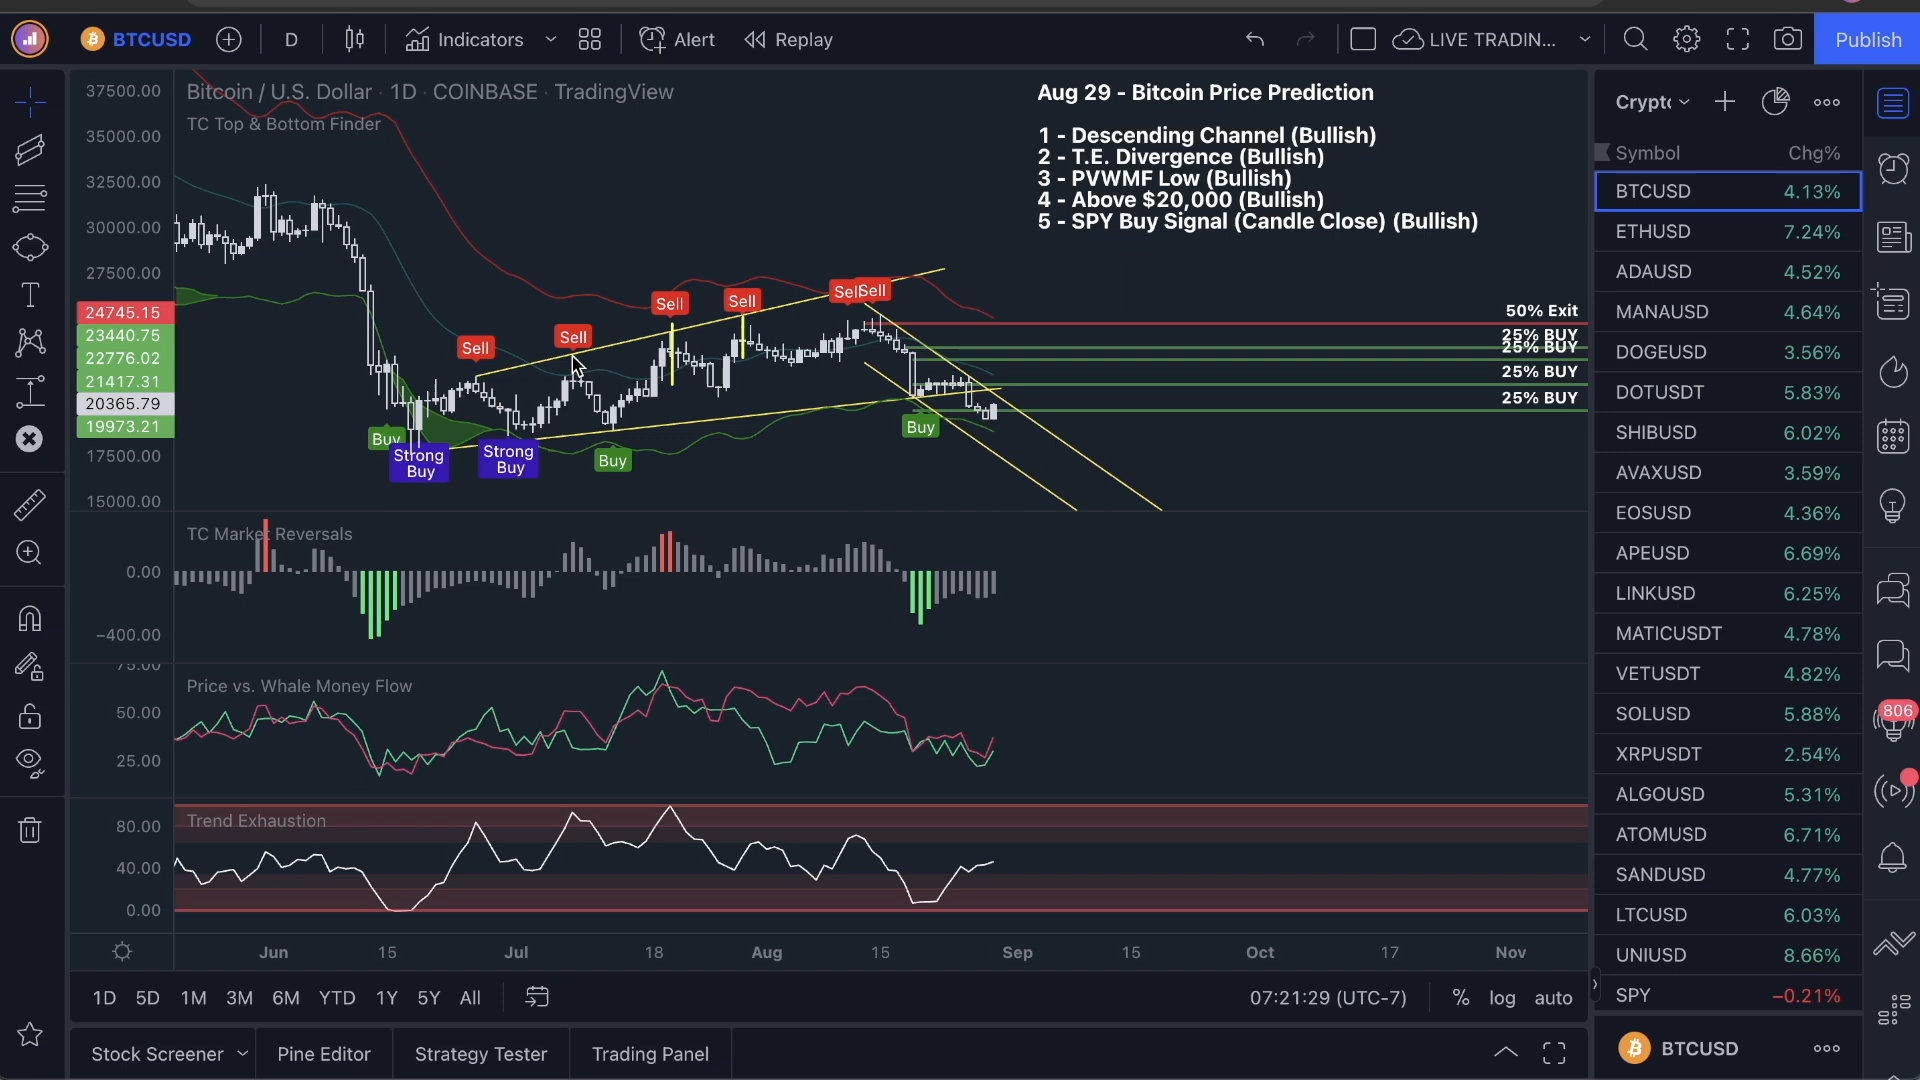 BTCUSD
D
Indicators
Alert
Replay
LIVE TRADIN...
Publish
Bitcoin / U.S. Dollar · 1D · COINBASE · TradingView
TC Top & Bottom Finder
Aug 29 - Bitcoin Price Prediction
1 - Descending Channel (Bullish)
2 - T.E. Divergence (Bullish)
3 - PVWMF Low (Bullish)
4 - Above $20,000 (Bullish)
5 - SPY Buy Signal (Candle Close) (Bullish)
37500.00
35000.00
32500.00
30000.00
27500.00
24745.15
23440.75
22776.02
21417.31
20365.79
19973.21
17500.00
15000.00
Sell
Sell
Sell
Sell
Sell
Sell
Buy
Strong
Buy
Strong
Buy
Buy
Buy
50% Exit
25% BUY
25% BUY
25% BUY
25% BUY
TC Market Reversals
0.00
−400.00
Price vs. Whale Money Flow
75.00
50.00
25.00
Trend Exhaustion
80.00
40.00
0.00
Jun
15
Jul
18
Aug
15
Sep
15
Oct
17
Nov
1D
5D
1M
3M
6M
YTD
1Y
5Y
All
07:21:29 (UTC-7)
%
log
auto
Stock Screener
Pine Editor
Strategy Tester
Trading Panel
Symbol
Chg%
BTCUSD 4.13%
ETHUSD 7.24%
ADAUSD 4.52%
MANAUSD 4.64%
DOGEUSD 3.56%
DOTUSDT 5.83%
SHIBUSD 6.02%
AVAXUSD 3.59%
EOSUSD 4.36%
APEUSD 6.69%
LINKUSD 6.25%
MATICUSDT 4.78%
VETUSDT 4.82%
SOLUSD 5.88%
XRPUSDT 2.54%
ALGOUSD 5.31%
ATOMUSD 6.71%
SANDUSD 4.77%
LTCUSD 6.03%
UNIUSD 8.66%
SPY −0.21%
BTCUSD
806